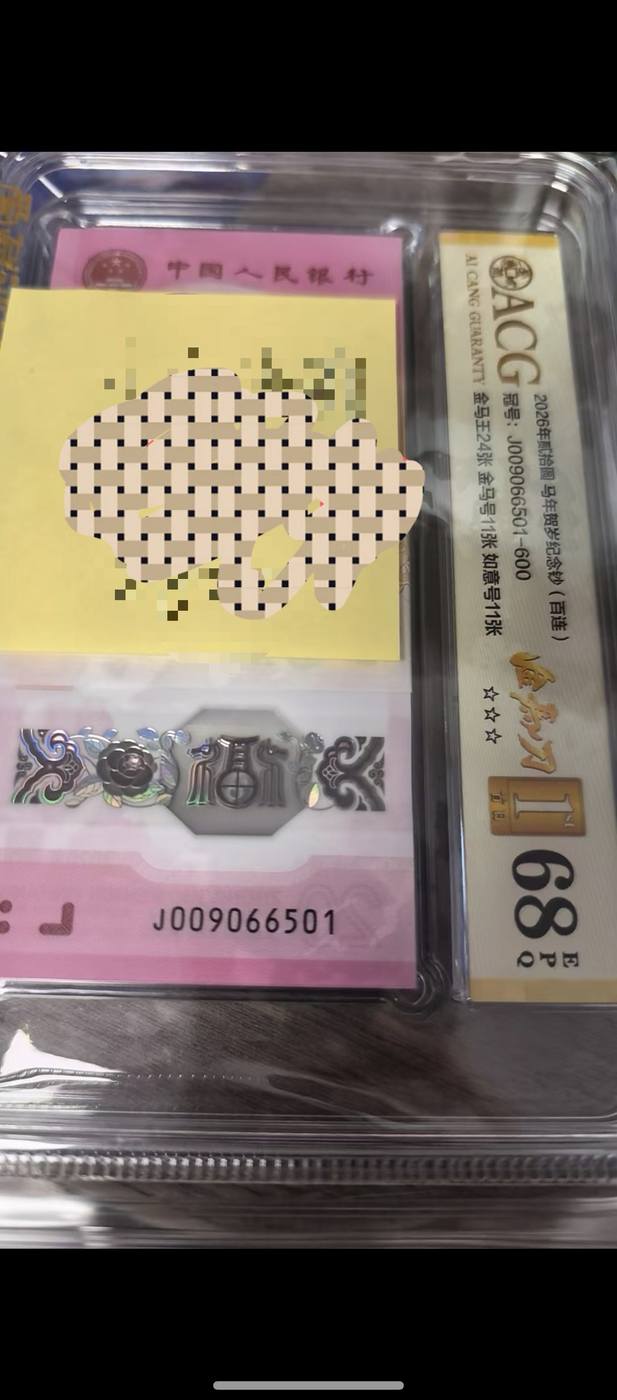 中国人民银行
J009066501
ACG
AI CANG GUARANTY
2026年贰拾圆 马年贺岁纪念钞（百连）
冠号：J009066501-600
金马王24张 金马号11张 如意号11张
☆☆☆
1st
68
EPQ